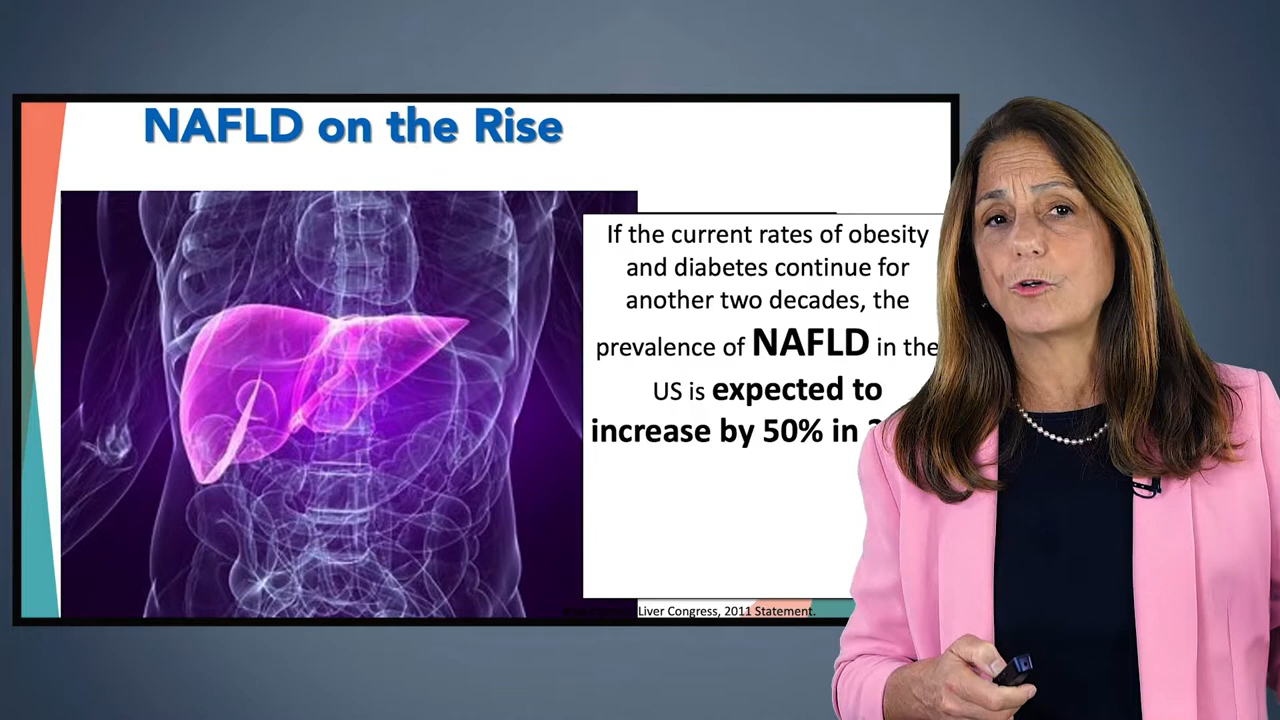 NAFLD on the Rise
If the current rates of obesity
and diabetes continue for
another two decades, the
prevalence of NAFLD in the
US is expected to
increase by 50% in
Liver Congress, 2011 Statement.